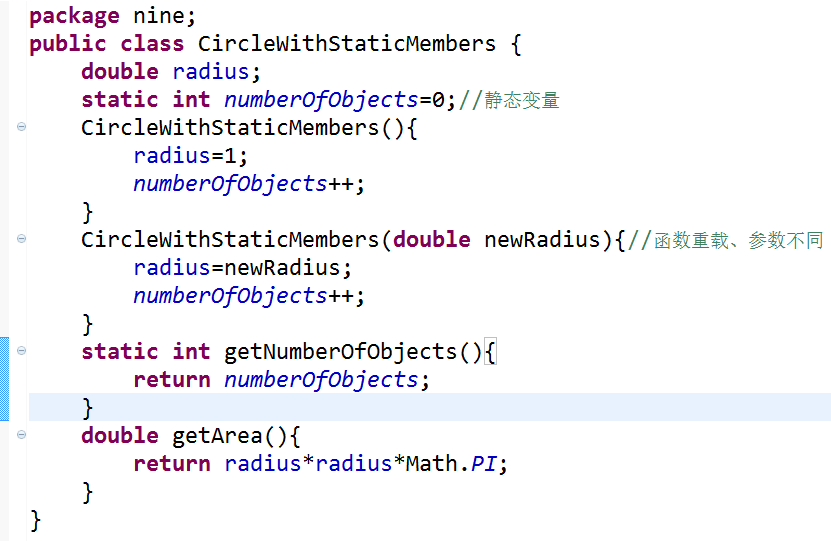 package nine;
public class CircleWithStaticMembers {
    double radius;
    static int numberOfObjects=0;//静态变量
    CircleWithStaticMembers(){
        radius=1;
        numberOfObjects++;
    }
    CircleWithStaticMembers(double newRadius){//函数重载、参数不同
        radius=newRadius;
        numberOfObjects++;
    }
    static int getNumberOfObjects(){
        return numberOfObjects;
    }
    double getArea(){
        return radius*radius*Math.PI;
    }
}